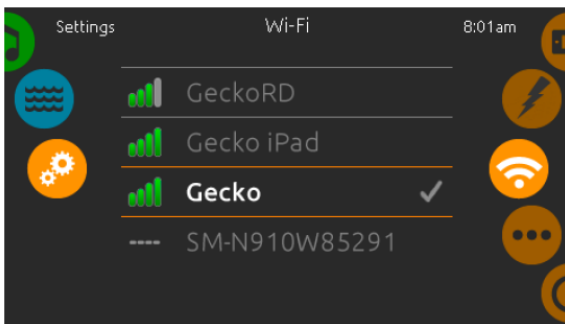 Settings
Wi-Fi
8:01am
GeckoRD
Gecko iPad
Gecko
SM-N910W85291